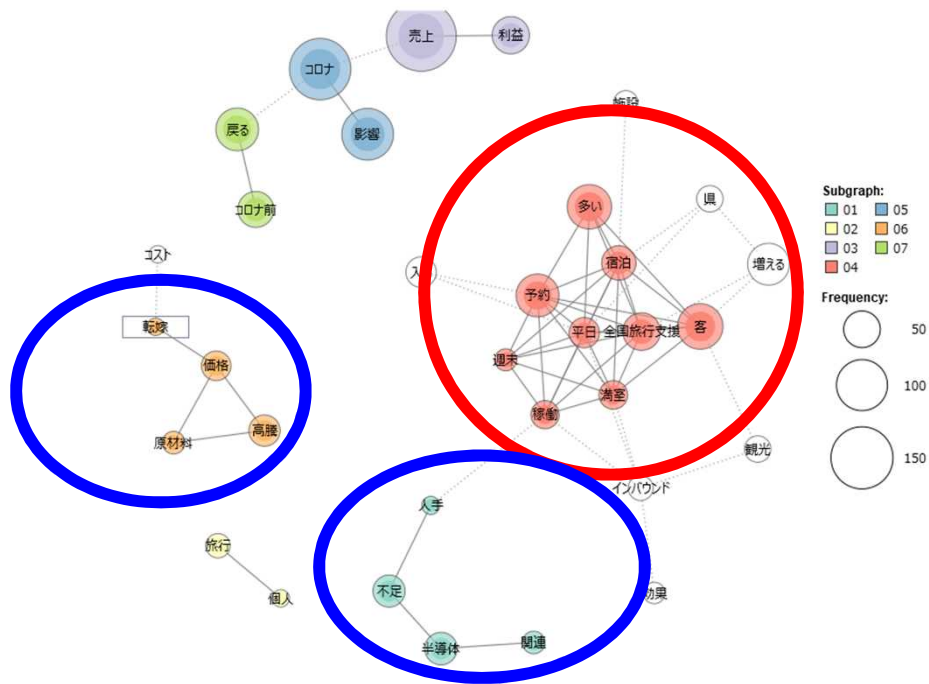 売上
利益
コロナ
影響
戻る
コロナ前
施設
多い
県
宿泊
増える
予約
平日
全国旅行支援
客
週末
満室
稼働
観光
インバウンド
効果
コスト
転嫁
価格
原材料
高騰
人手
不足
半導体
関連
旅行
個人
Subgraph:
01
02
03
04
05
06
07
Frequency:
50
100
150